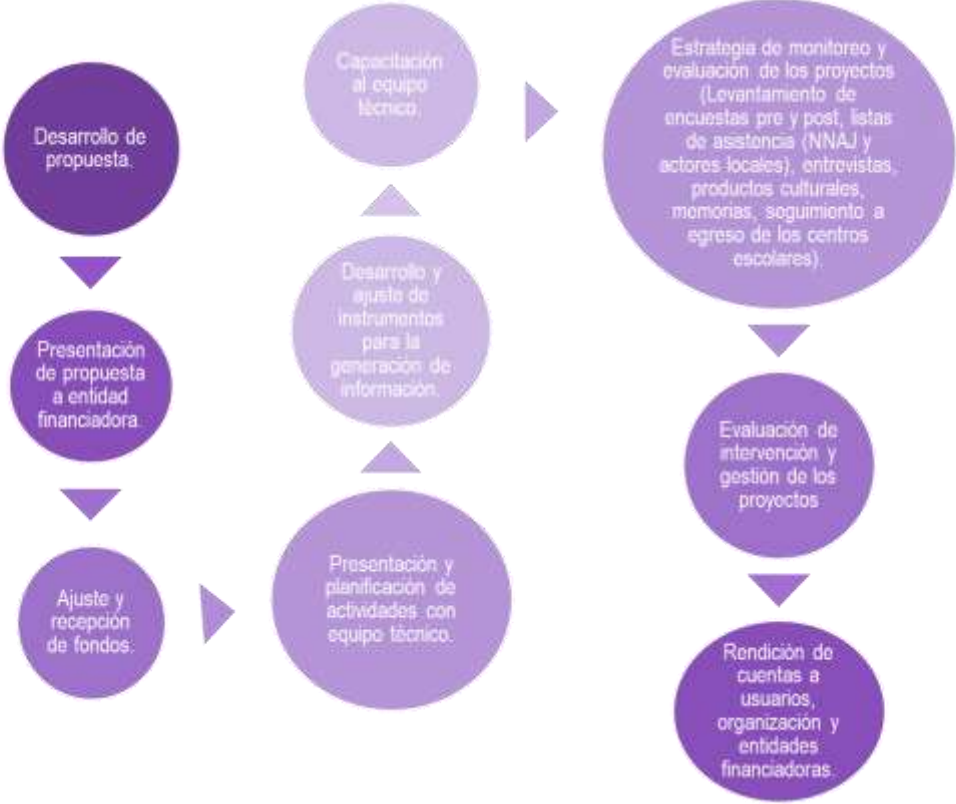 Desarrollo de
propuesta.
Presentación
de propuesta
a entidad
financiadora.
Ajuste y
recepción
de fondos.
Presentación y
planificación de
actividades con
equipo técnico.
Desarrollo y
ajuste de
instrumentos
para la
generación de
información.
Capacitación
al equipo
técnico.
Estrategia de monitoreo y
evaluación de los proyectos
(Levantamiento de
encuestas pre y post, listas
de asistencia (NNAJ y
actores locales), entrevistas,
productos culturales,
memorias, seguimiento a
egreso de los centros
escolares).
Evaluación de
intervención y
gestión de los
proyectos
Rendición de
cuentas a
usuarios,
organización y
entidades
financiadoras.